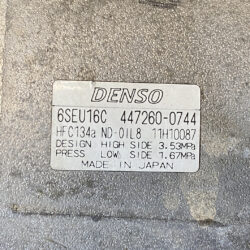 DENSO
6SEU16C 447260-0744
HFC134a ND-OIL8 11H10087
DESIGN HIGH SIDE 3.53MPa
PRESS LOW SIDE 1.67MPa
MADE IN JAPAN